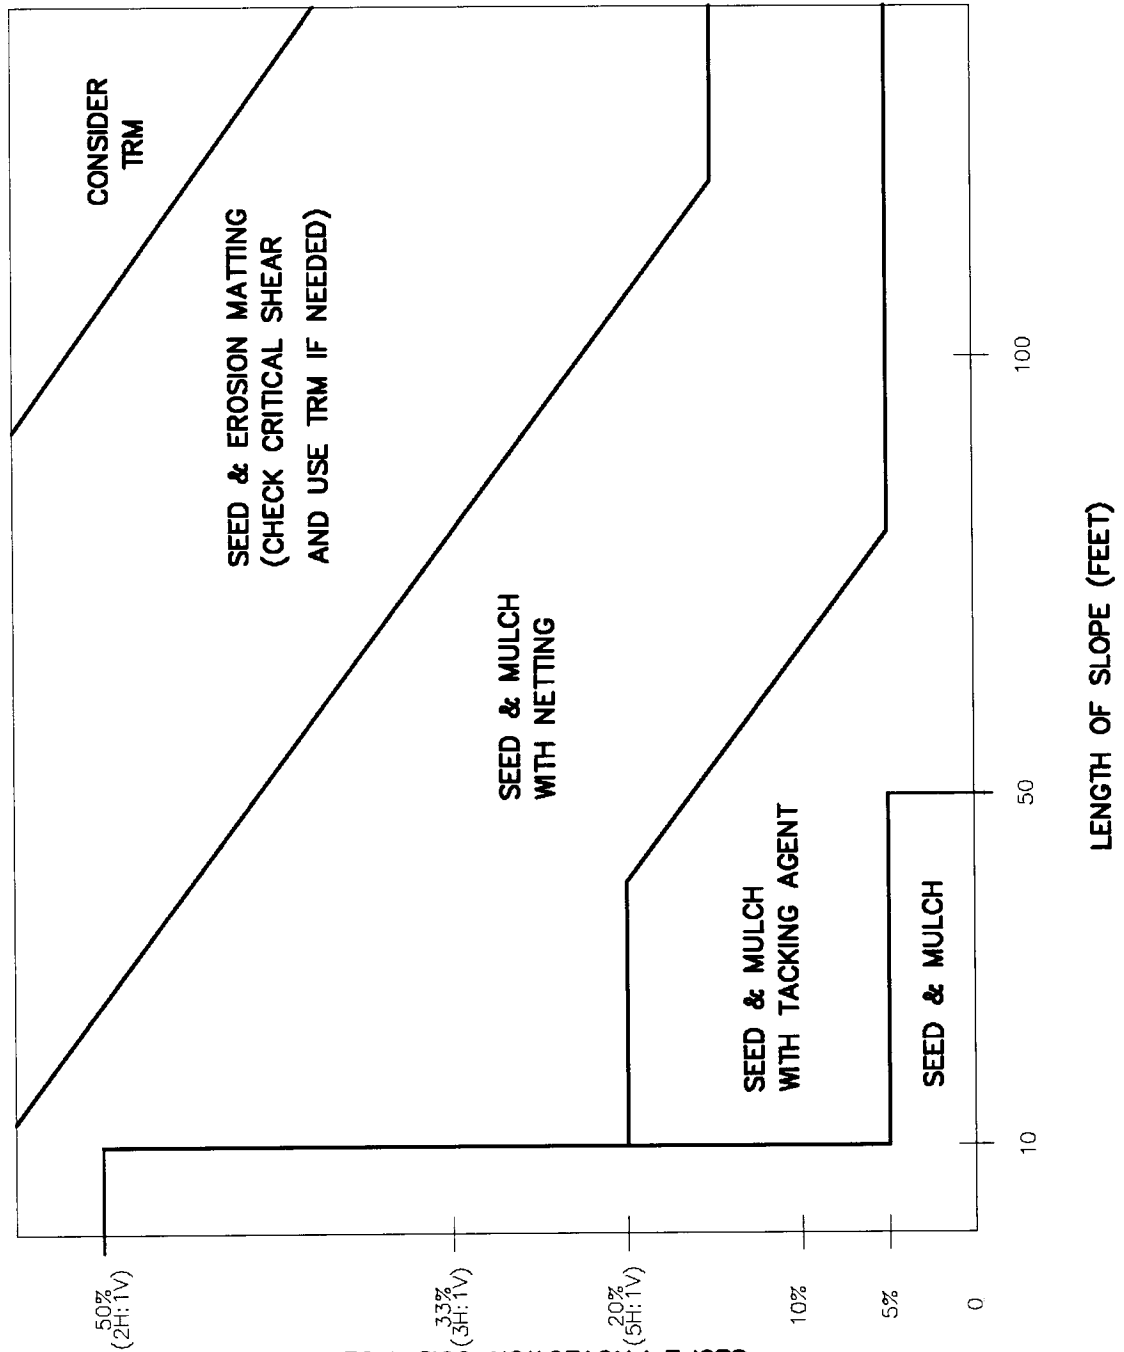 CONSIDER
TRM
SEED & EROSION MATTING
(CHECK CRITICAL SHEAR
AND USE TRM IF NEEDED)
SEED & MULCH
WITH NETTING
SEED & MULCH
WITH TACKING AGENT
SEED & MULCH
50%
(2H:1V)
33%
(3H:1V)
20%
(5H:1V)
10%
5%
0
10
50
100
LENGTH OF SLOPE (FEET)